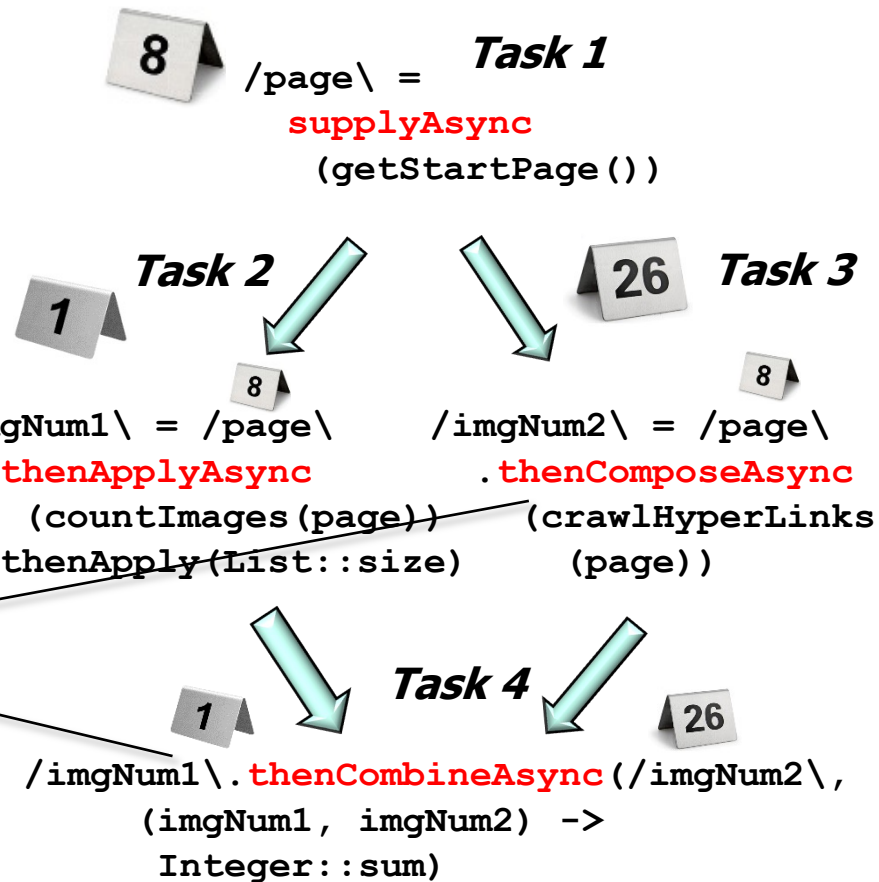 8
Task 1
/page\ =
supplyAsync
(getStartPage())
Task 2
1
26
Task 3
8
8
gNum1\ = /page\
thenApplyAsync
(countImages(page))
thenApply(List::size)
/imgNum2\ = /page\
.thenComposeAsync
(crawlHyperLinks
(page))
Task 4
1
26
/imgNum1\.thenCombineAsync(/imgNum2\,
(imgNum1, imgNum2) ->
Integer::sum)